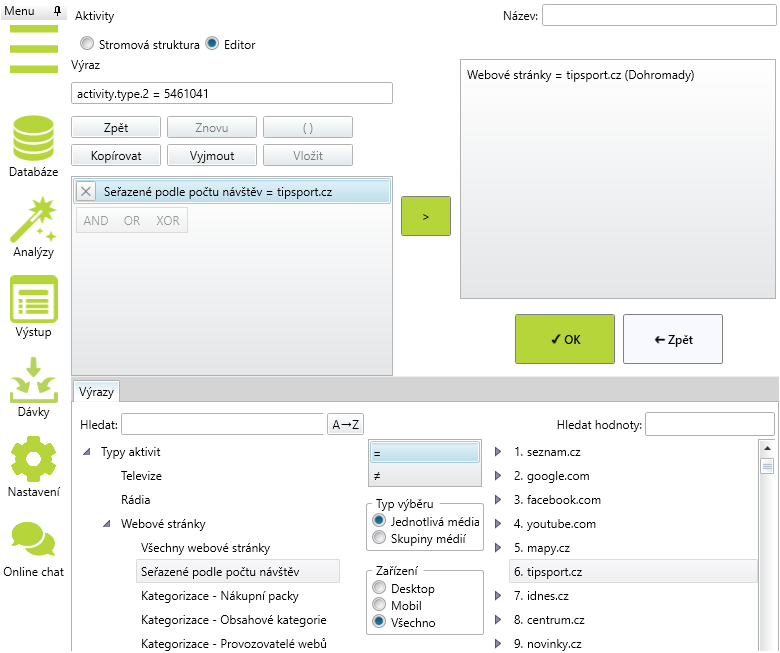 Menu
Databáze
Analýzy
Výstup
Dávky
Nastavení
Online chat
Aktivity
Název:
Stromová struktura
Editor
Výraz
activity.type.2 = 5461041
Zpět
Znovu
( )
Kopírovat
Vyjmout
Vložit
Seřazené podle počtu návštěv = tipsport.cz
AND OR XOR
>
Webové stránky = tipsport.cz (Dohromady)
✓ OK
← Zpět
Výrazy
Hledat:
A→Z
Hledat hodnoty:
Typy aktivit
Televize
Rádia
Webové stránky
Všechny webové stránky
Seřazené podle počtu návštěv
Kategorizace - Nákupní packy
Kategorizace - Obsahové kategorie
Kategorizace - Provozovatelé webů
=
≠
Typ výběru
Jednotlivá média
Skupiny médií
Zařízení
Desktop
Mobil
Všechno
1. seznam.cz
2. google.com
3. facebook.com
4. youtube.com
5. mapy.cz
6. tipsport.cz
7. idnes.cz
8. centrum.cz
9. novinky.cz